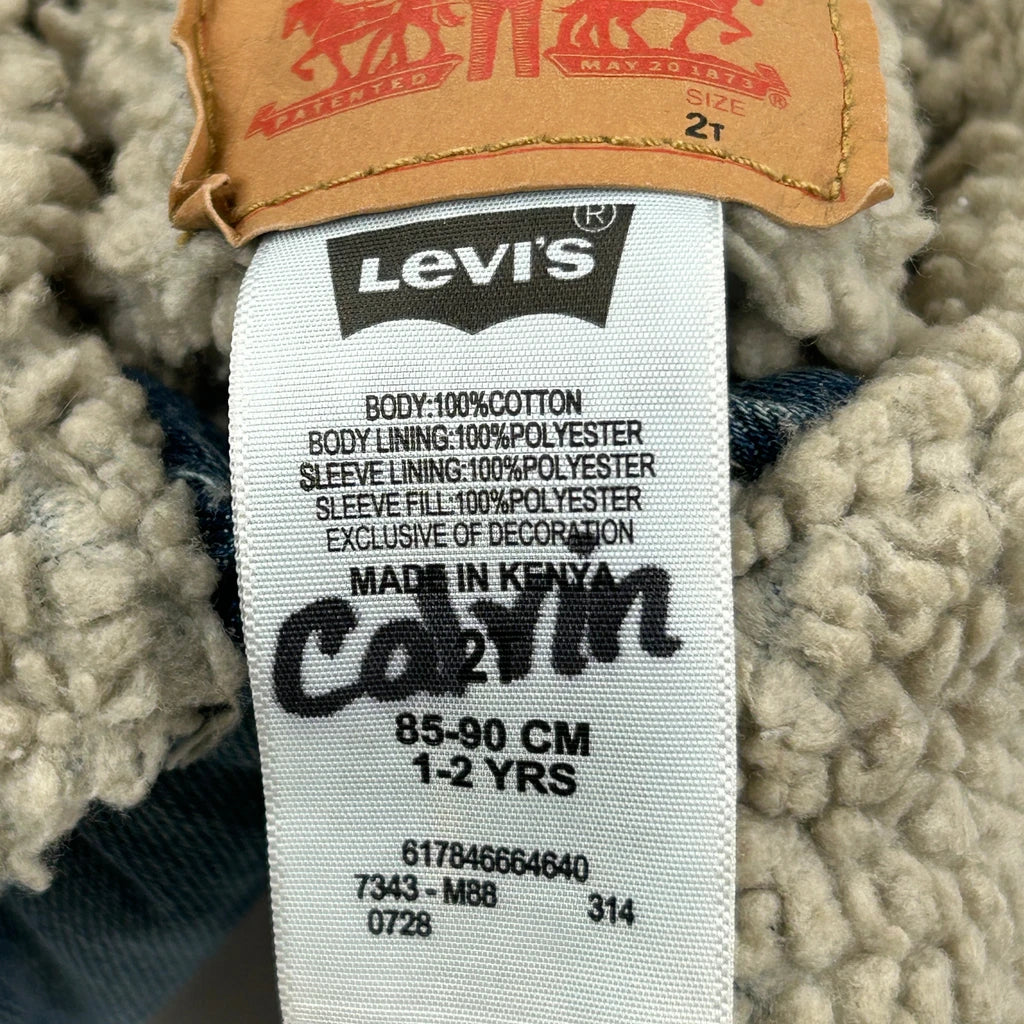 PATENTED MAY 20 1873 ®
SIZE
2T
LEVI'S ®
BODY:100%COTTON
BODY LINING:100%POLYESTER
SLEEVE LINING:100%POLYESTER
SLEEVE FILL:100%POLYESTER
EXCLUSIVE OF DECORATION
MADE IN KENYA
Calvin
2T
85-90 CM
1-2 YRS
617846664640
7343 - M88 314
0728